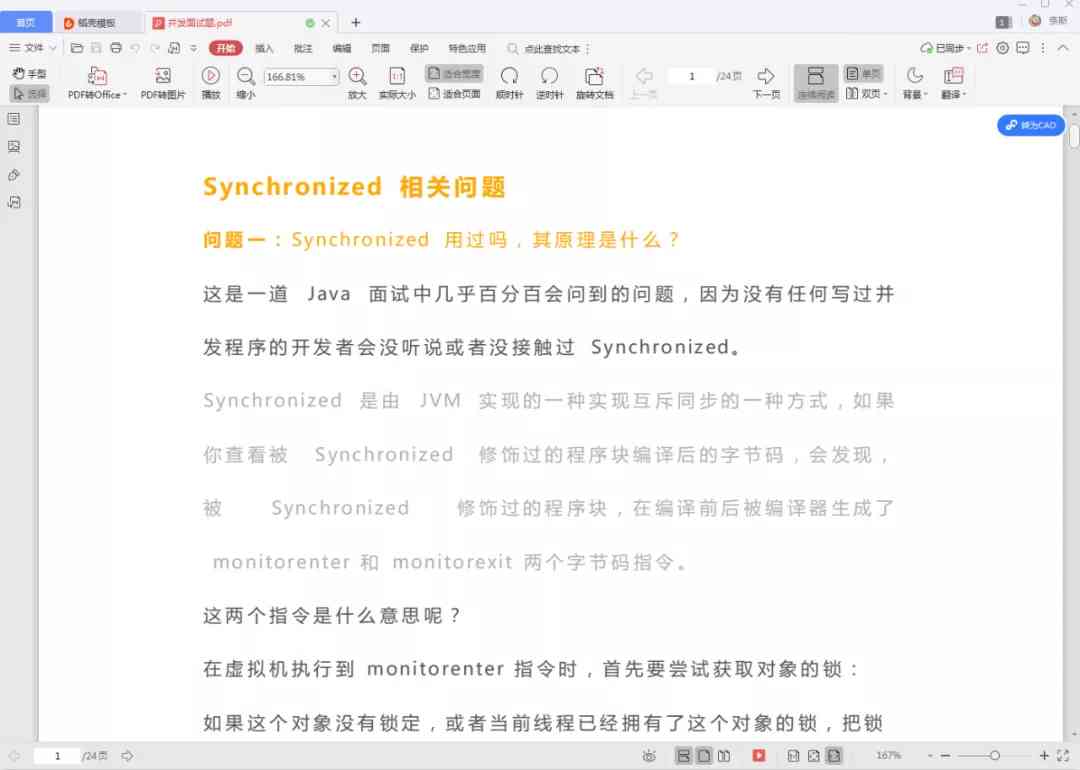 首页 稻壳模板 开发面试题.pdf 1
文件 开始 插入 批注 编辑 页面 保护 特色应用 点此查找文本 已同步
手型 选择 PDF转Office PDF转图片 播放 缩小 166.81% 放大 实际大小 适合宽度 适合页面 顺时针 逆时针 旋转文档 上一页 1 /24页 下一页 连续阅读 单页 双页 背景 翻译
转为CAD
Synchronized 相关问题
问题一：Synchronized 用过吗，其原理是什么？
这是一道 Java 面试中几乎百分百会问到的问题，因为没有任何写过并
发程序的开发者会没听说或者没接触过 Synchronized。
Synchronized 是由 JVM 实现的一种实现互斥同步的一种方式，如果
你查看被 Synchronized 修饰过的程序块编译后的字节码，会发现，
被 Synchronized 修饰过的程序块，在编译前后被编译器生成了
monitorenter 和 monitorexit 两个字节码指令。
这两个指令是什么意思呢？
在虚拟机执行到 monitorenter 指令时，首先要尝试获取对象的锁：
如果这个对象没有锁定，或者当前线程已经拥有了这个对象的锁，把锁
1 /24页 167%